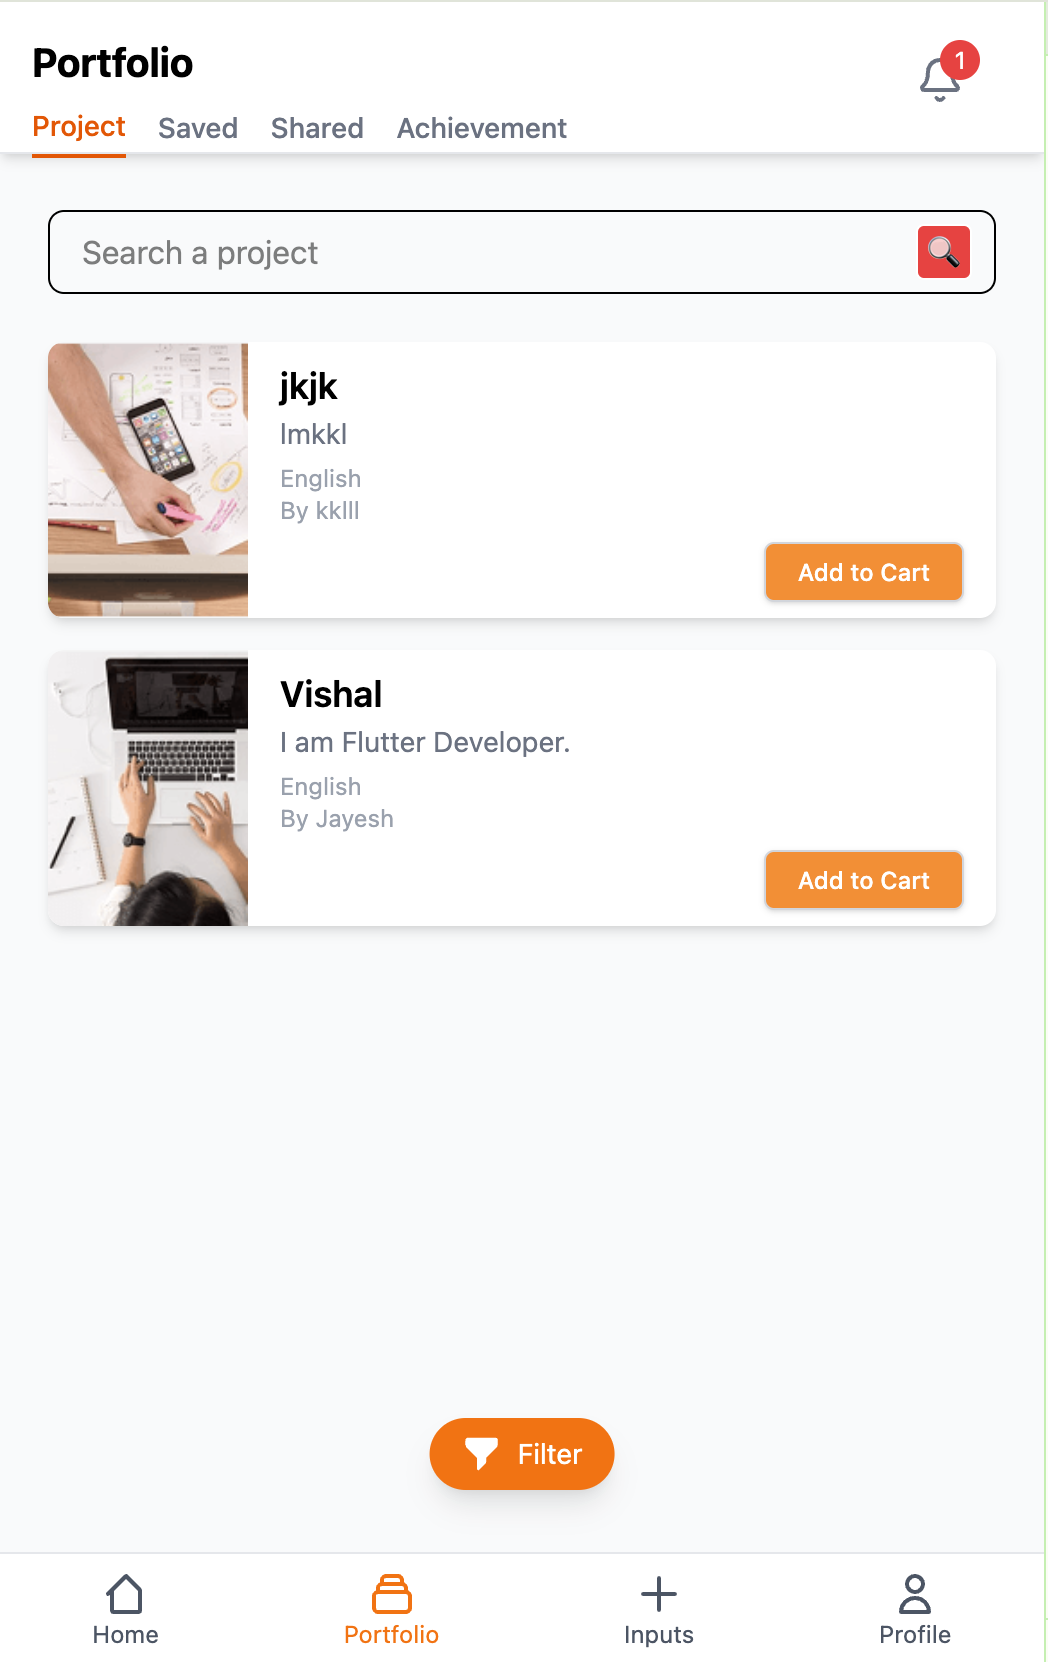 Portfolio
1
Project Saved Shared Achievement
Search a project
jkjk
lmkkl
English
By kklll
Add to Cart
Vishal
I am Flutter Developer.
English
By Jayesh
Add to Cart
Filter
Home Portfolio Inputs Profile